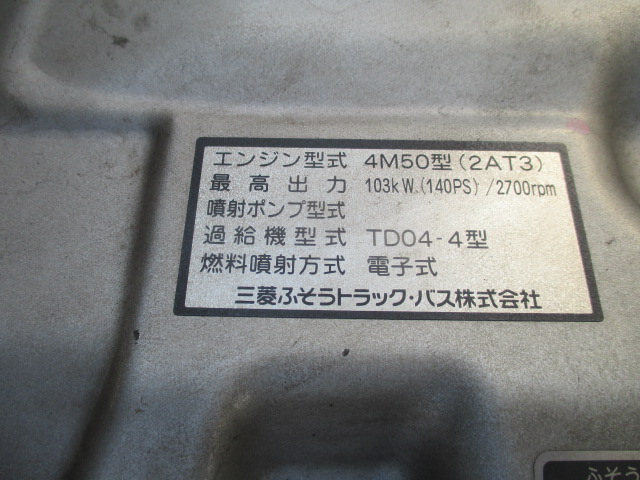 エンジン型式 4M50型(2AT3)
最高出力 103kW.(140PS)/2700rpm
噴射ポンプ型式
過給機型式 TD04-4型
燃料噴射方式 電子式
三菱ふそうトラック・バス株式会社
ふそう